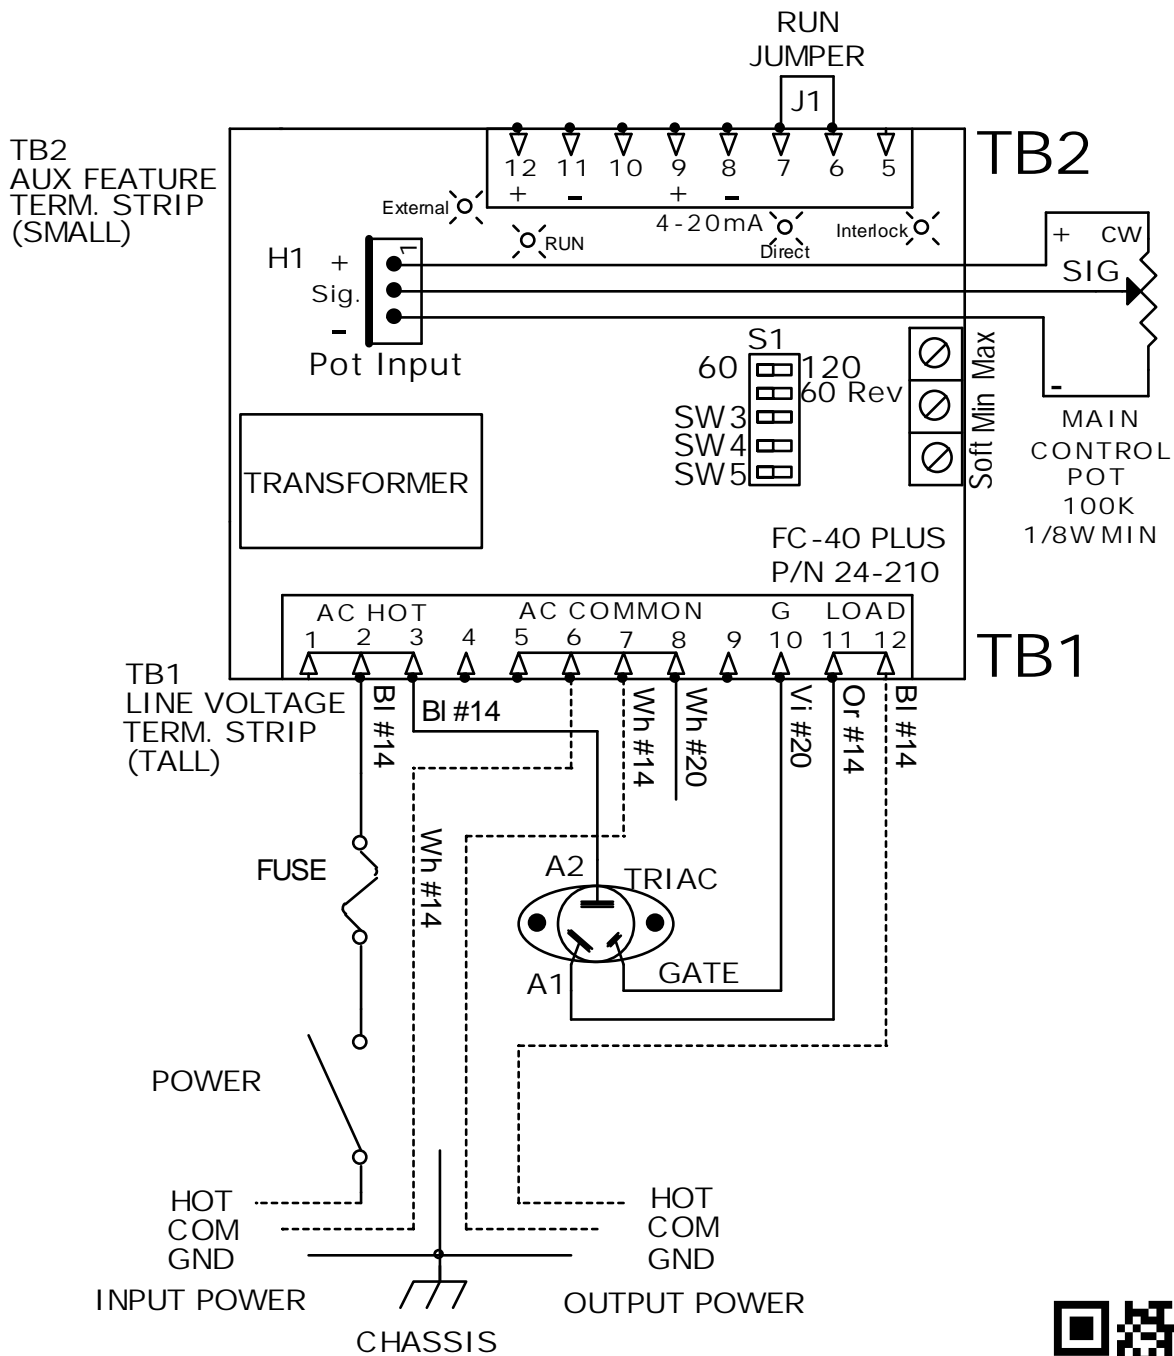 RUN
JUMPER
J1
TB2
AUX FEATURE
TERM. STRIP
(SMALL)
12 11 10 9 8 7 6 5
+ - + -
4-20mA
TB2
External
RUN
Direct
Interlock
H1
+
Sig.
-
1
Pot Input
+ CW
SIG
-
MAIN
CONTROL
POT
100K
1/8W MIN
S1
60 120
60 Rev
SW3
SW4
SW5
Soft Min Max
TRANSFORMER
FC-40 PLUS
P/N 24-210
AC HOT AC COMMON G LOAD
1 2 3 4 5 6 7 8 9 10 11 12
TB1
TB1
LINE VOLTAGE
TERM. STRIP
(TALL)
Bl #14
Bl #14
Wh #14
Wh #20
Vi #20
Or #14
Bl #14
Wh #14
FUSE
A2
TRIAC
A1
GATE
POWER
HOT
COM
GND
INPUT POWER
HOT
COM
GND
OUTPUT POWER
CHASSIS